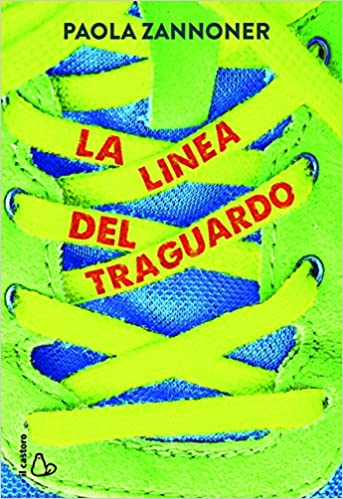 PAOLA ZANNONER
LA
LINEA
DEL
TRAGUARDO
il castoro